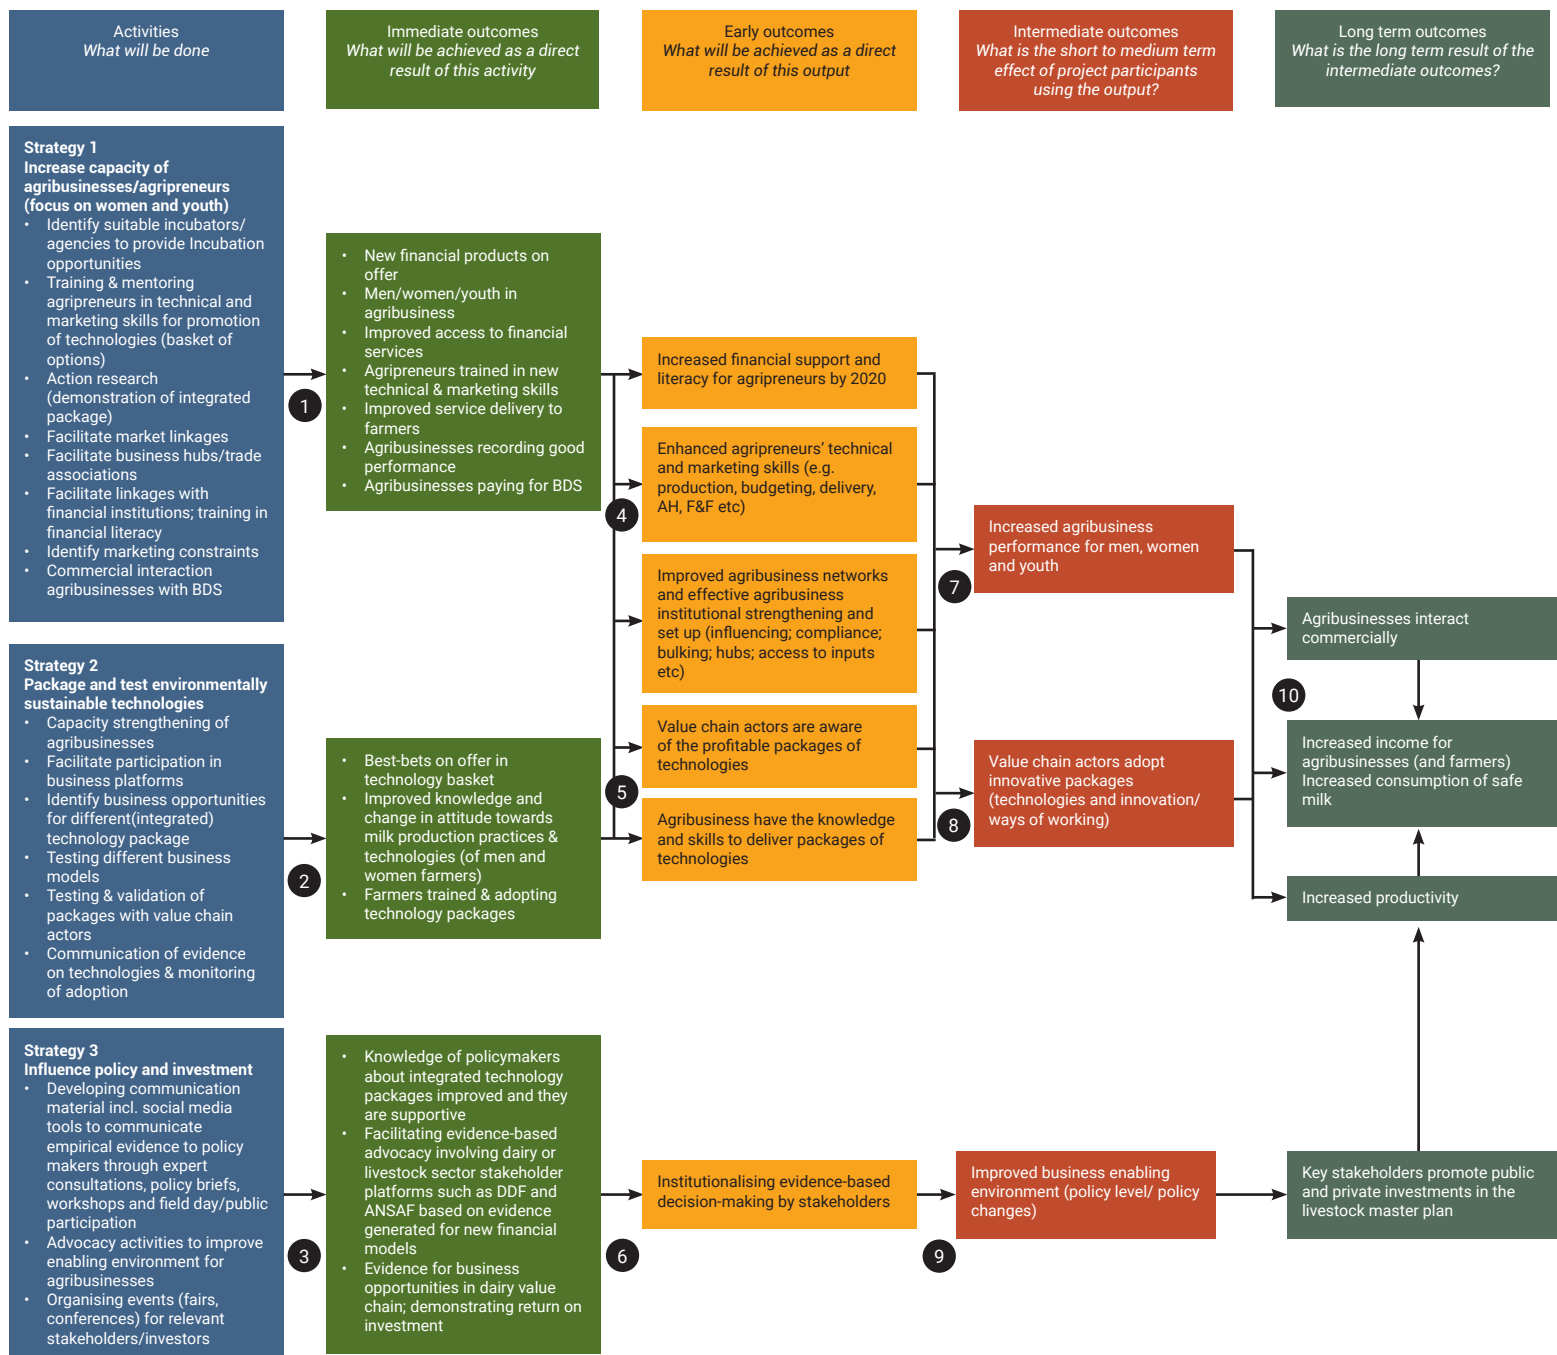 Activities
What will be done
Immediate outcomes
What will be achieved as a direct
result of this activity
Early outcomes
What will be achieved as a direct
result of this output
Intermediate outcomes
What is the short to medium term
effect of project participants
using the output?
Long term outcomes
What is the long term result of the
intermediate outcomes?
Strategy 1
Increase capacity of
agribusinesses/agripreneurs
(focus on women and youth)
• Identify suitable incubators/
agencies to provide Incubation
opportunities
• Training & mentoring
agripreneurs in technical and
marketing skills for promotion
of technologies (basket of
options)
• Action research
(demonstration of integrated
package)
• Facilitate market linkages
• Facilitate business hubs/trade
associations
• Facilitate linkages with
financial institutions; training in
financial literacy
• Identify marketing constraints
• Commercial interaction
agribusinesses with BDS
1
• New financial products on
offer
• Men/women/youth in
agribusiness
• Improved access to financial
services
• Agripreneurs trained in new
technical & marketing skills
• Improved service delivery to
farmers
• Agribusinesses recording good
performance
• Agribusinesses paying for BDS
4
Increased financial support and
literacy for agripreneurs by 2020
Enhanced agripreneurs’ technical
and marketing skills (e.g.
production, budgeting, delivery,
AH, F&F etc)
Improved agribusiness networks
and effective agribusiness
institutional strengthening and
set up (influencing; compliance;
bulking; hubs; access to inputs
etc)
Value chain actors are aware
of the profitable packages of
technologies
Agribusiness have the knowledge
and skills to deliver packages of
technologies
7
Increased agribusiness
performance for men, women
and youth
8
Value chain actors adopt
innovative packages
(technologies and innovation/
ways of working)
Agribusinesses interact
commercially
10
Increased income for
agribusinesses (and farmers)
Increased consumption of safe
milk
Increased productivity
Strategy 2
Package and test environmentally
sustainable technologies
• Capacity strengthening of
agribusinesses
• Facilitate participation in
business platforms
• Identify business opportunities
for different(integrated)
technology package
• Testing different business
models
• Testing & validation of
packages with value chain
actors
• Communication of evidence
on technologies & monitoring
of adoption
2
• Best-bets on offer in
technology basket
• Improved knowledge and
change in attitude towards
milk production practices &
technologies (of men and
women farmers)
• Farmers trained & adopting
technology packages
5
Strategy 3
Influence policy and investment
• Developing communication
material incl. social media
tools to communicate
empirical evidence to policy
makers through expert
consultations, policy briefs,
workshops and field day/public
participation
• Advocacy activities to improve
enabling environment for
agribusinesses
• Organising events (fairs,
conferences) for relevant
stakeholders/investors
3
• Knowledge of policymakers
about integrated technology
packages improved and they
are supportive
• Facilitating evidence-based
advocacy involving dairy or
livestock sector stakeholder
platforms such as DDF and
ANSAF based on evidence
generated for new financial
models
• Evidence for business
opportunities in dairy value
chain; demonstrating return on
investment
6
Institutionalising evidence-based
decision-making by stakeholders
9
Improved business enabling
environment (policy level/ policy
changes)
Key stakeholders promote public
and private investments in the
livestock master plan